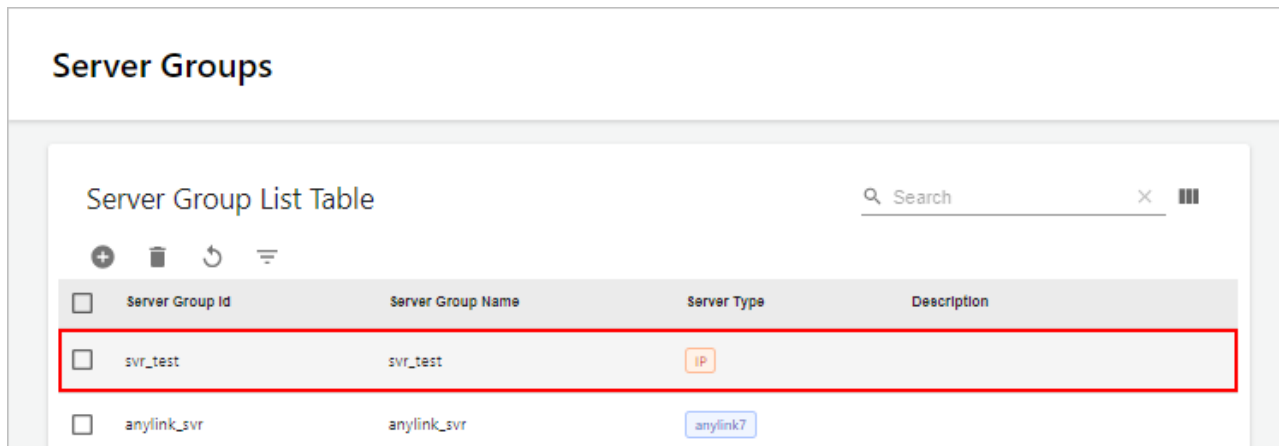 Server Groups
Server Group List Table
Search
Server Group Id Server Group Name Server Type Description
svr_test svr_test IP
anylink_svr anylink_svr anylink7